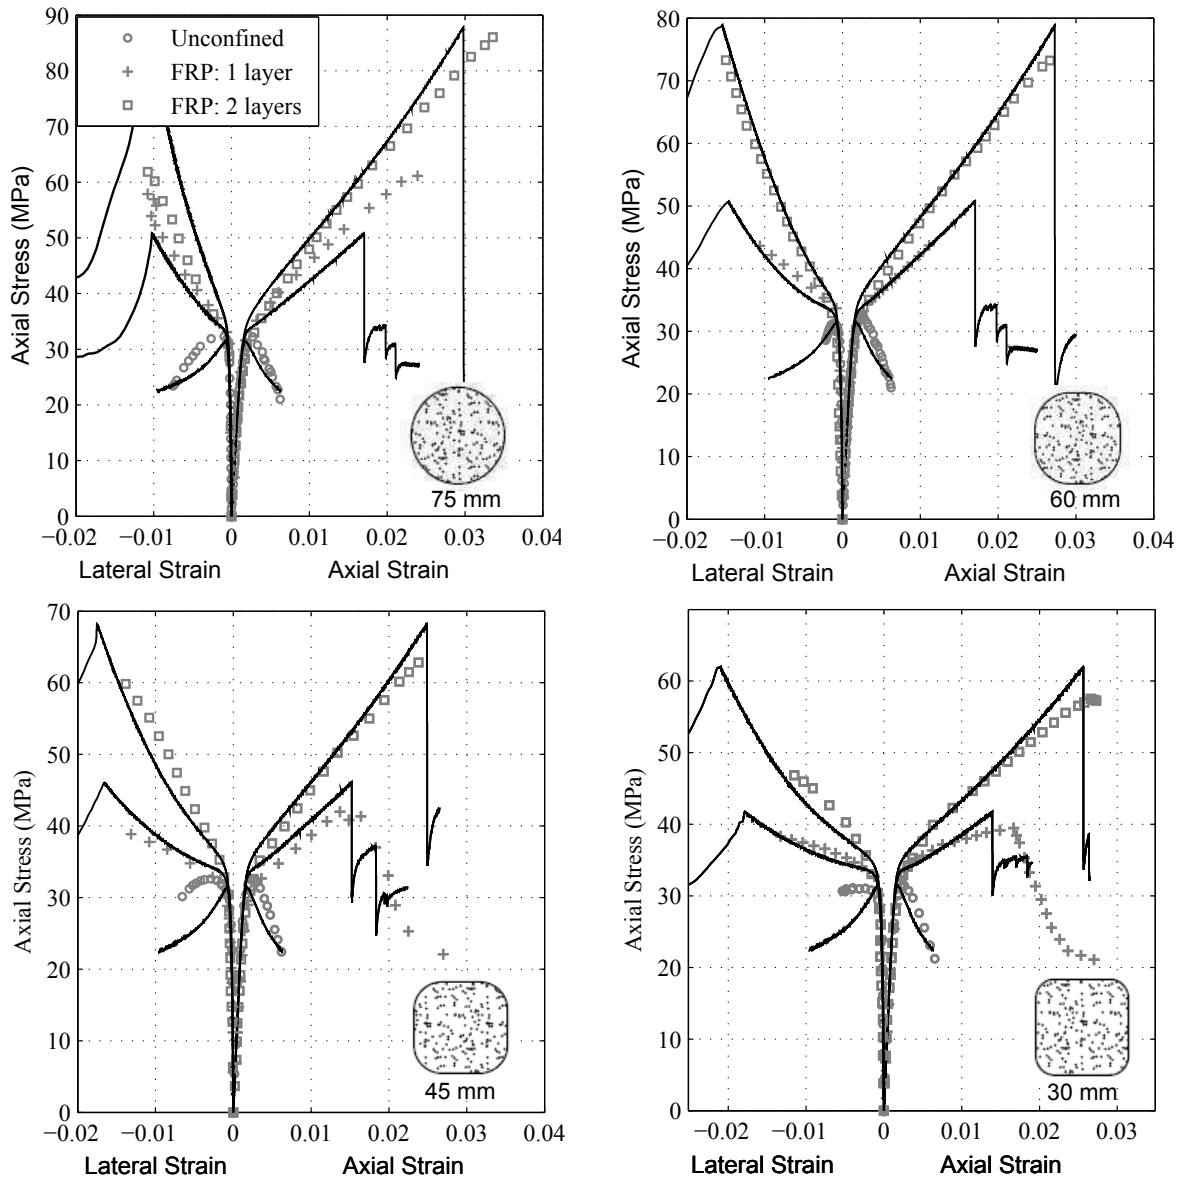 90
80
70
60
50
40
30
20
10
0
Axial Stress (MPa)
Unconfined
FRP: 1 layer
FRP: 2 layers
75 mm
−0.02 −0.01 0 0.01 0.02 0.03 0.04
Lateral Strain Axial Strain
80
70
60
50
40
30
20
10
0
Axial Stress (MPa)
60 mm
−0.02 −0.01 0 0.01 0.02 0.03 0.04
Lateral Strain Axial Strain
70
60
50
40
30
20
10
0
Axial Stress (MPa)
45 mm
−0.02 −0.01 0 0.01 0.02 0.03 0.04
Lateral Strain Axial Strain
60
50
40
30
20
10
0
Axial Stress (MPa)
30 mm
−0.02 −0.01 0 0.01 0.02 0.03
Lateral Strain Axial Strain